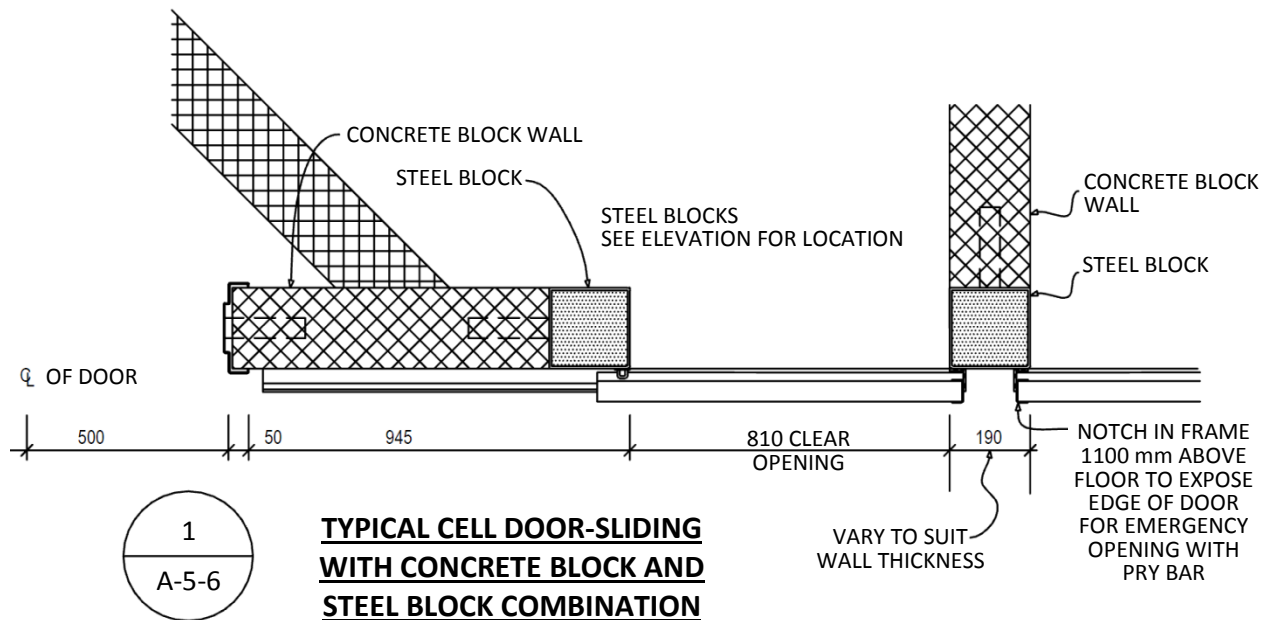 CONCRETE BLOCK WALL
STEEL BLOCK
STEEL BLOCKS
SEE ELEVATION FOR LOCATION
CONCRETE BLOCK
WALL
STEEL BLOCK
℄ OF DOOR
500
50
945
810 CLEAR
OPENING
190
NOTCH IN FRAME
1100 mm ABOVE
FLOOR TO EXPOSE
EDGE OF DOOR
FOR EMERGENCY
OPENING WITH
PRY BAR
VARY TO SUIT
WALL THICKNESS
1
A-5-6
TYPICAL CELL DOOR-SLIDING
WITH CONCRETE BLOCK AND
STEEL BLOCK COMBINATION